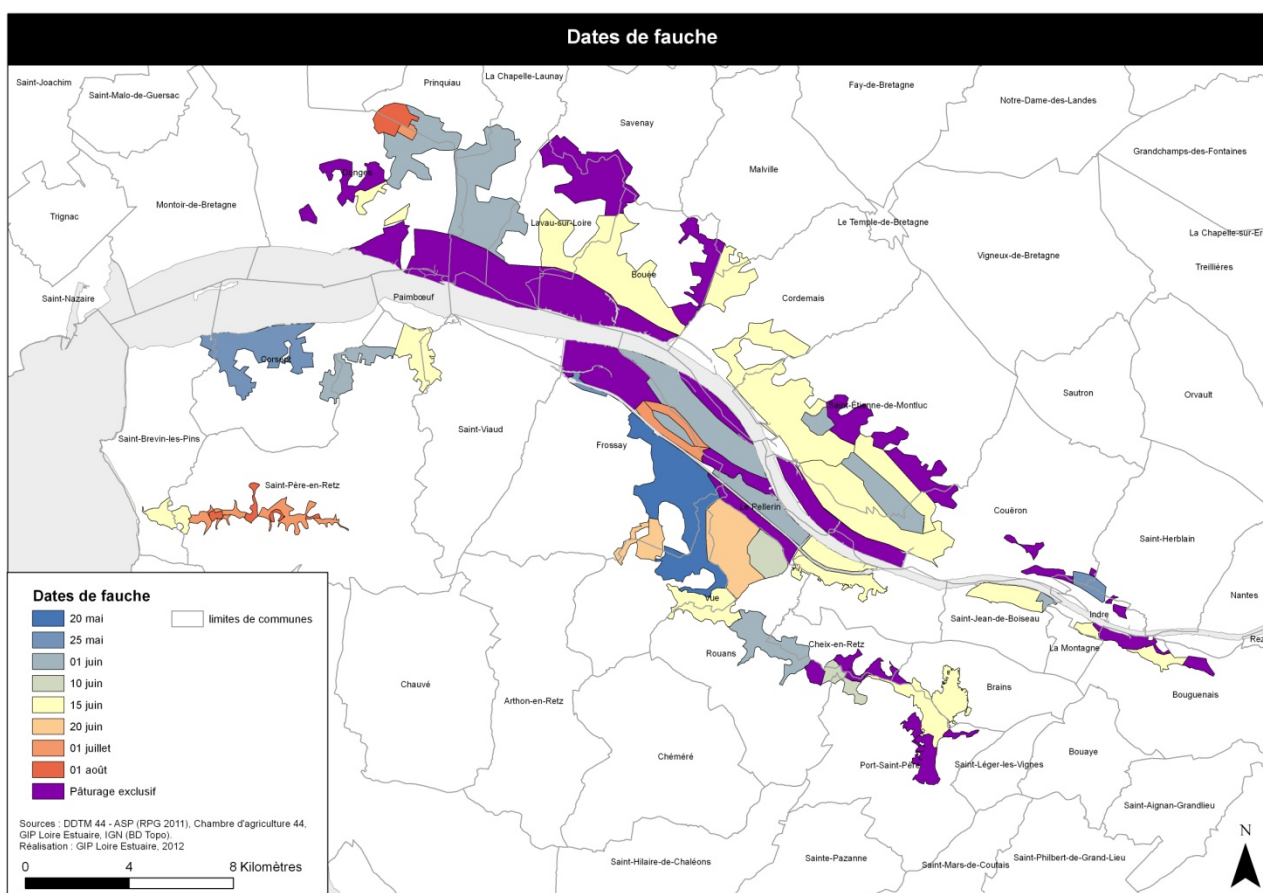 Dates de fauche
Saint-Joachim
Prinquiau
La Chapelle-Launay
Saint-Malo-de-Guersac
Fay-de-Bretagne
Notre-Dame-des-Landes
Savenay
Grandchamps-des-Fontaines
Malville
Donges
Trignac
Montoir-de-Bretagne
Lavau-sur-Loire
Le Temple-de-Bretagne
La Chapelle-sur-Er
Vigneux-de-Bretagne
Treillières
Bouée
Saint-Nazaire
Paimbœuf
Cordemais
Corsept
Sautron
Orvault
Saint-Étienne-de-Montluc
Saint-Brevin-les-Pins
Saint-Viaud
Frossay
Saint-Père-en-Retz
Le Pellerin
Couëron
Saint-Herblain
Vue
Nantes
Indre
Saint-Jean-de-Boiseau
Rez
Rouans
Cheix-en-Retz
La Montagne
Chauvé
Arthon-en-Retz
Brains
Bouguenais
Chéméré
Port-Saint-Père
Saint-Léger-les-Vignes
Bouaye
Saint-Aignan-Grandlieu
Saint-Hilaire-de-Chaléons
Sainte-Pazanne
Saint-Mars-de-Coutais
Saint-Philbert-de-Grand-Lieu
Dates de fauche
20 mai
limites de communes
25 mai
01 juin
10 juin
15 juin
20 juin
01 juillet
01 août
Pâturage exclusif
Sources : DDTM 44 - ASP (RPG 2011), Chambre d'agriculture 44,
GIP Loire Estuaire, IGN (BD Topo).
Réalisation : GIP Loire Estuaire, 2012
0 4 8 Kilomètres
N